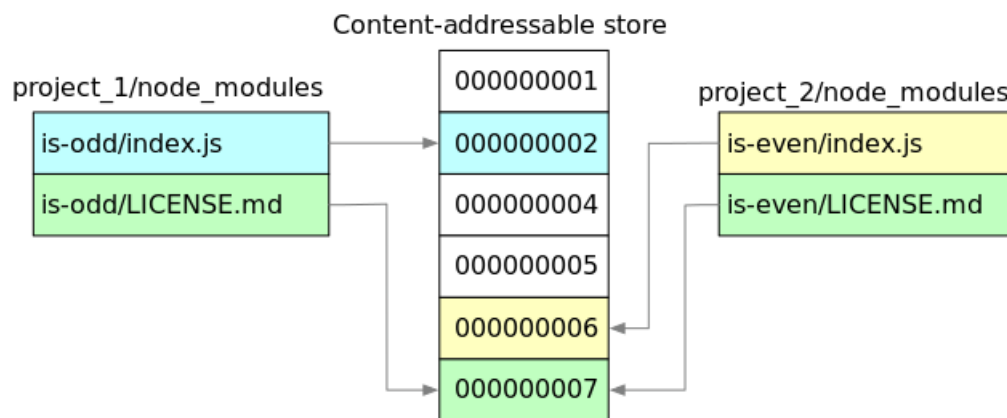 Content-addressable store
project_1/node_modules
is-odd/index.js
is-odd/LICENSE.md
000000001
000000002
000000004
000000005
000000006
000000007
project_2/node_modules
is-even/index.js
is-even/LICENSE.md